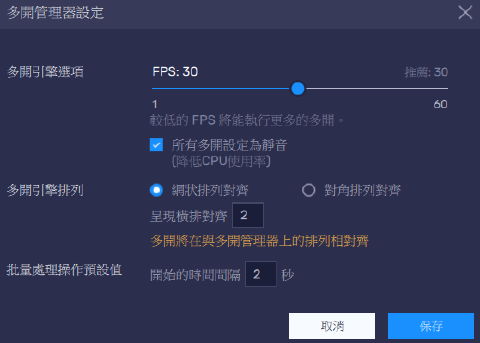 多開管理器設定
多開引擎選項
FPS: 30
推薦: 30
1
60
較低的 FPS 將能執行更多的多開。
所有多開設定為靜音
(降低CPU使用率)
多開引擎排列
網狀排列對齊
對角排列對齊
呈現橫排對齊 2
多開將在與多開管理器上的排列相對齊
批量處理操作預設值
開始的時間間隔 2 秒
取消
保存